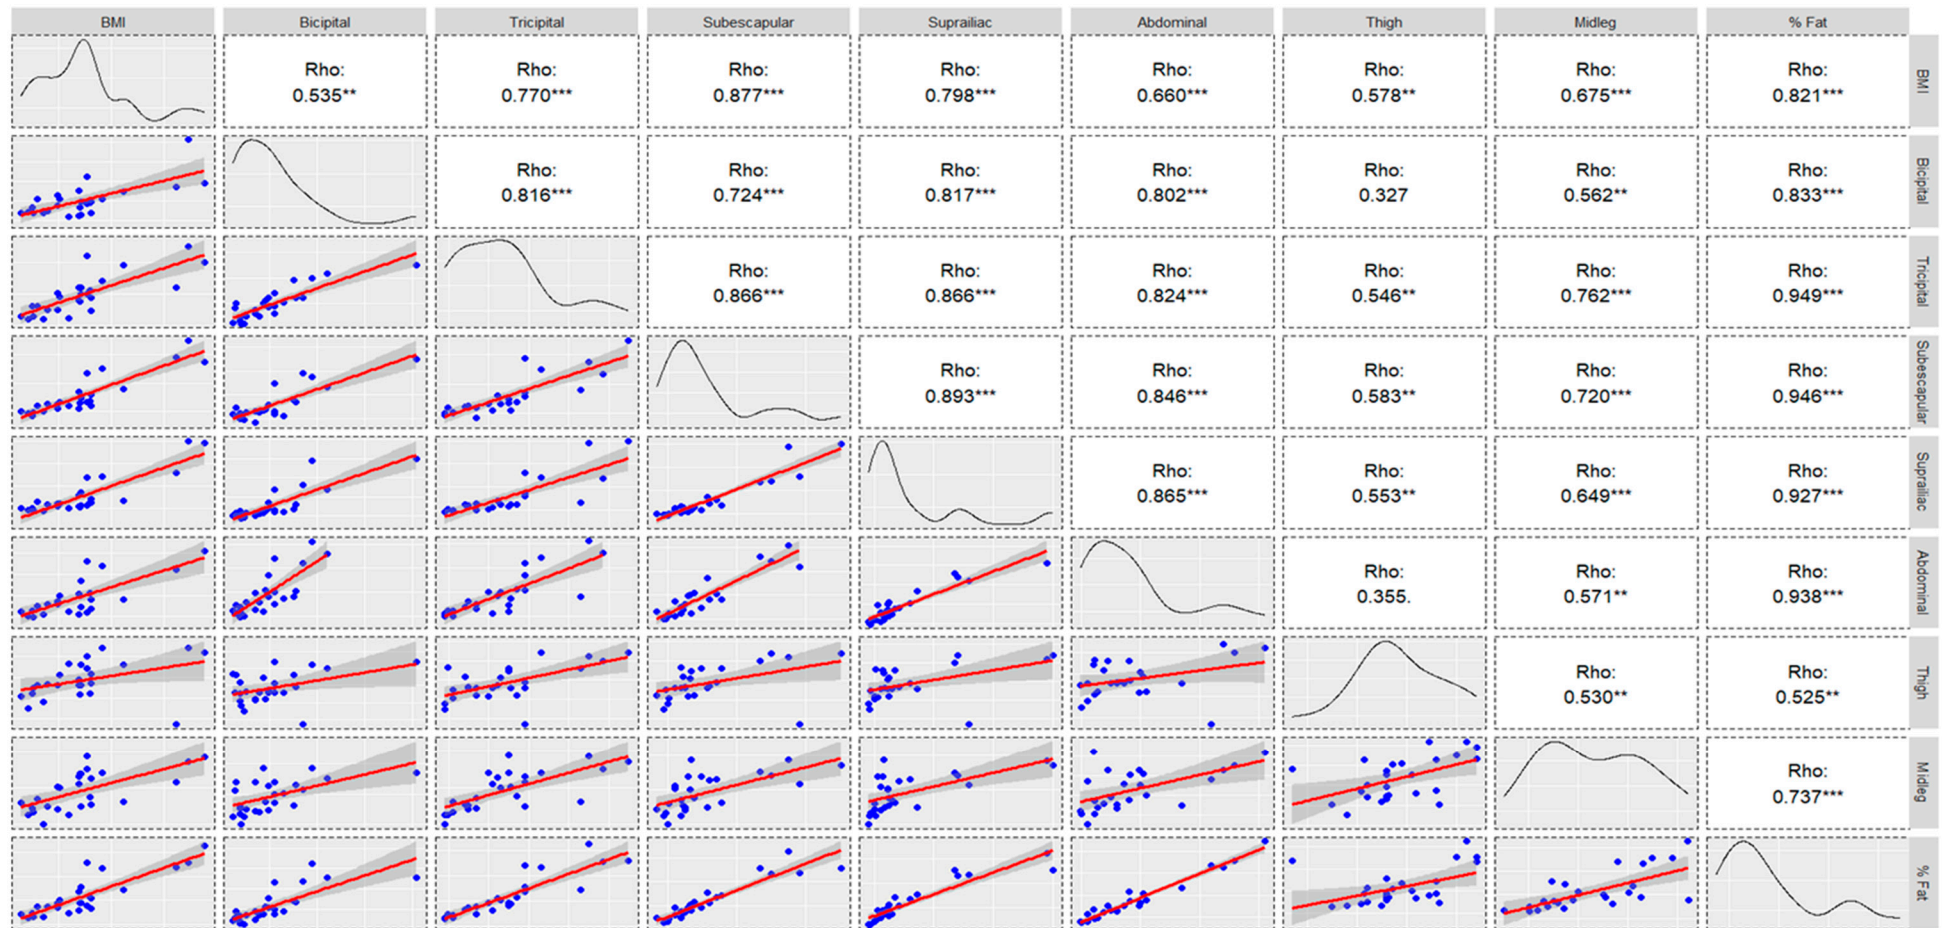 BMI Bicipital Tricipital Subescapular Suprailiac Abdominal Thigh Midleg % Fat
Rho: Rho: Rho: Rho: Rho: Rho: Rho: Rho:
0.535** 0.770*** 0.877*** 0.798*** 0.660*** 0.578** 0.675*** 0.821***
BMI
Rho: Rho: Rho: Rho: Rho: Rho: Rho:
0.816*** 0.724*** 0.817*** 0.802*** 0.327 0.562** 0.833***
Bicipital
Rho: Rho: Rho: Rho: Rho: Rho:
0.866*** 0.866*** 0.824*** 0.546** 0.762*** 0.949***
Tricipital
Rho: Rho: Rho: Rho: Rho:
0.893*** 0.846*** 0.583** 0.720*** 0.946***
Subescapular
Rho: Rho: Rho: Rho:
0.865*** 0.553** 0.649*** 0.927***
Suprailiac
Rho: Rho: Rho:
0.355. 0.571** 0.938***
Abdominal
Rho: Rho:
0.530** 0.525**
Thigh
Rho:
0.737***
Midleg
% Fat